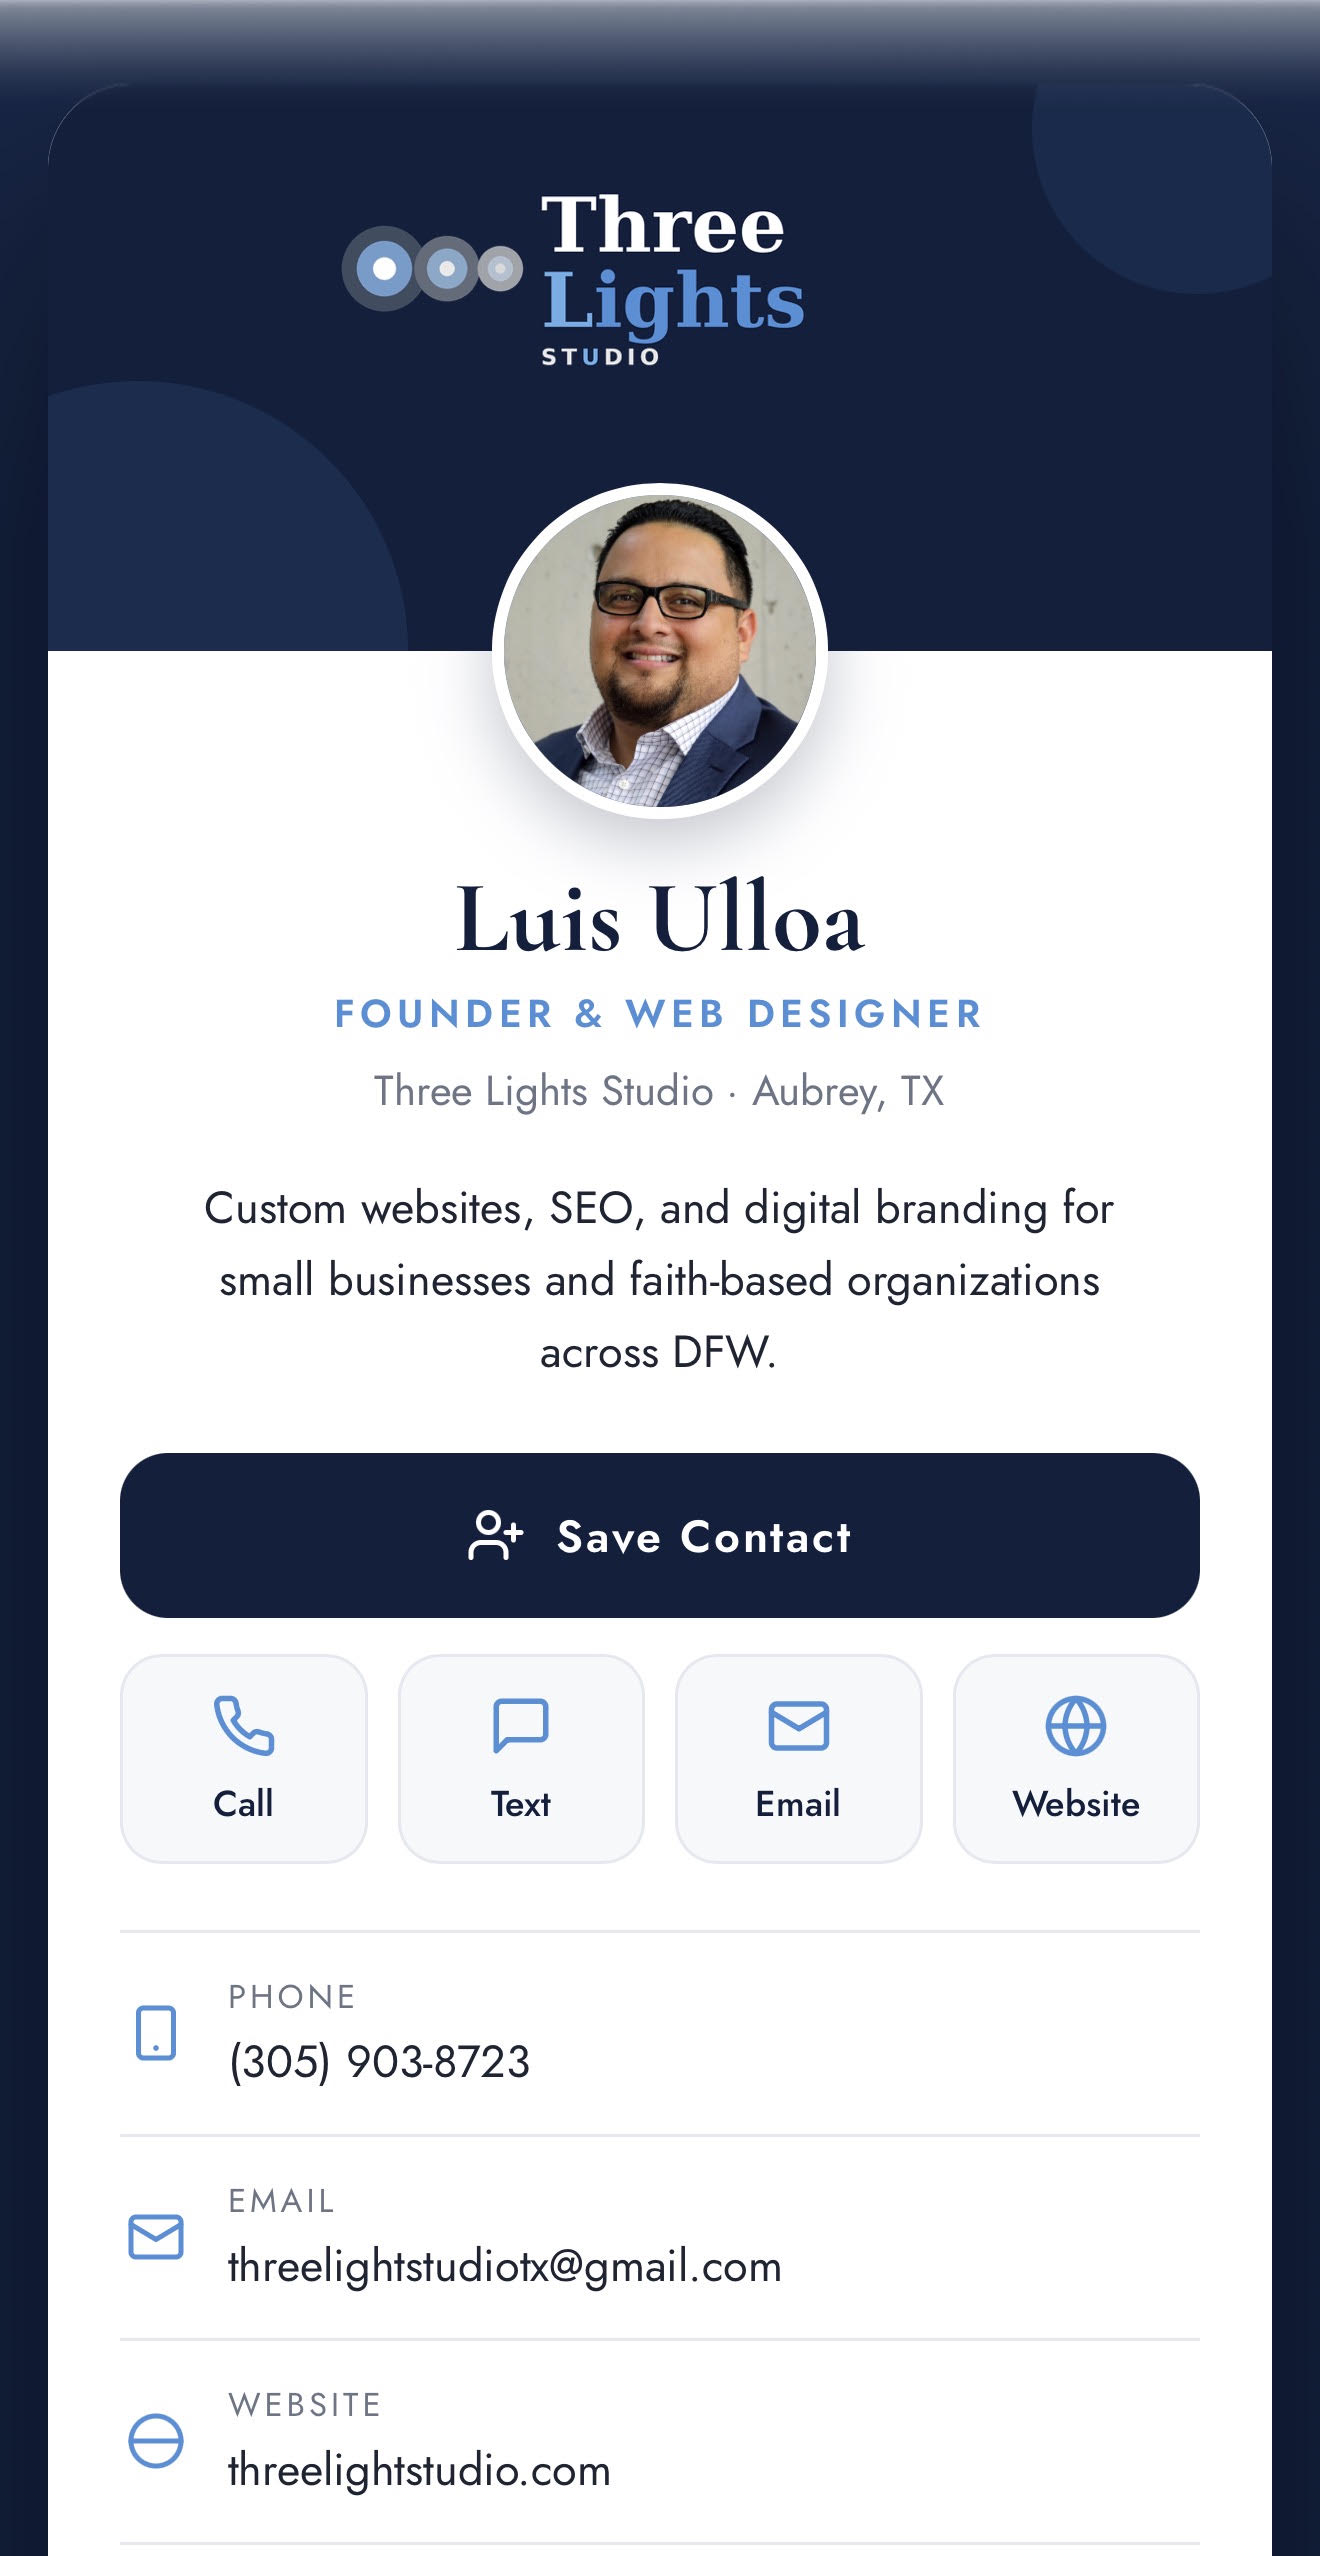 Three
Lights
STUDIO
Luis Ulloa
FOUNDER & WEB DESIGNER
Three Lights Studio · Aubrey, TX
Custom websites, SEO, and digital branding for
small businesses and faith-based organizations
across DFW.
Save Contact
Call
Text
Email
Website
PHONE
(305) 903-8723
EMAIL
threelightstudiotx@gmail.com
WEBSITE
threelightstudio.com